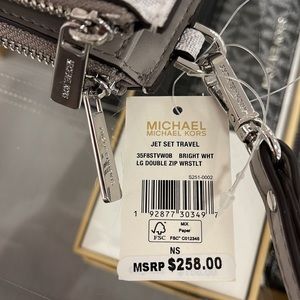 MICHAEL
MICHAEL KORS
JET SET TRAVEL
35F8STVW0B BRIGHT WHT
LG DOUBLE ZIP WRSTLT
S251-0002
1 92877 30349 7
FSC
MIX
Paper
FSC® C012345
NS
MSRP $258.00